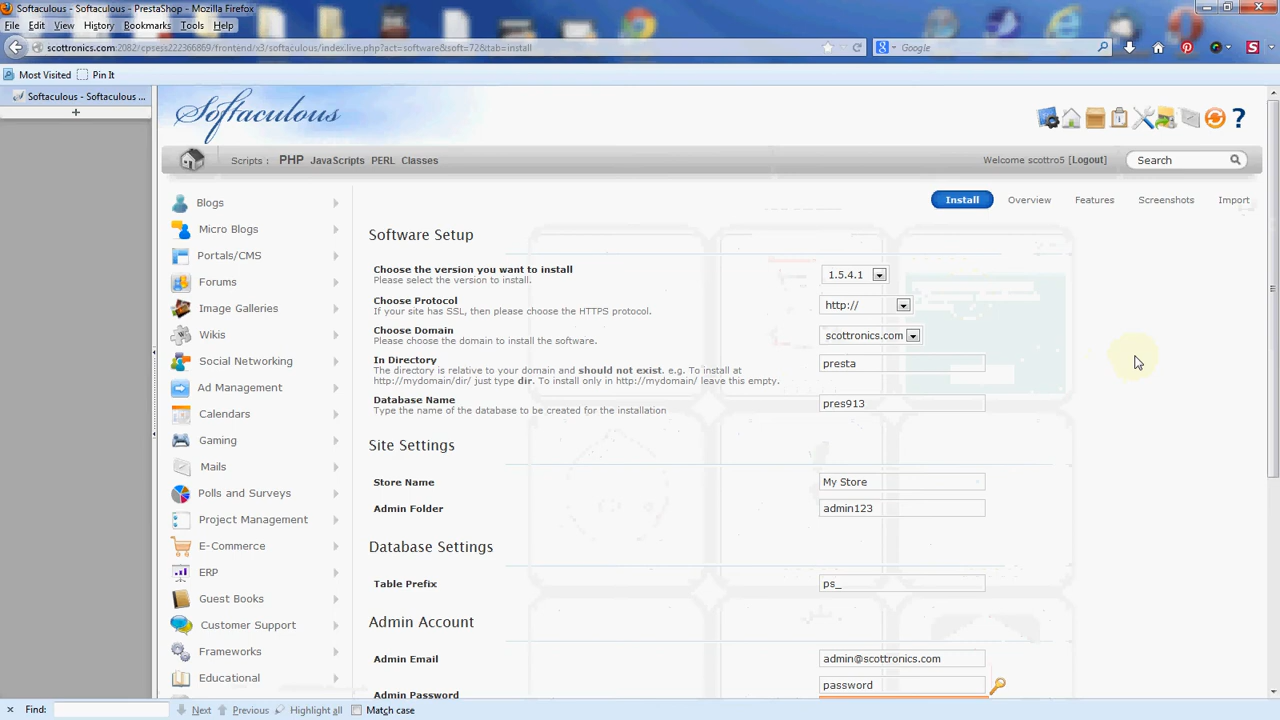 Softaculous - Softaculous - PrestaShop - Mozilla Firefox
File Edit View History Bookmarks Tools Help
scottronics.com:2082/cpsess222366869/frontend/x3/softaculous/index.live.php?act=software&soft=72&tab=install
Google
Most Visited Pin It
Softaculous - Softaculous ...
Softaculous
Scripts : PHP JavaScripts PERL Classes
Welcome scottro5 [Logout]
Search
Install Overview Features Screenshots Import
Blogs
Micro Blogs
Portals/CMS
Forums
Image Galleries
Wikis
Social Networking
Ad Management
Calendars
Gaming
Mails
Polls and Surveys
Project Management
E-Commerce
ERP
Guest Books
Customer Support
Frameworks
Educational
Software Setup
Choose the version you want to install
Please select the version to install.
1.5.4.1
Choose Protocol
If your site has SSL, then please choose the HTTPS protocol.
http://
Choose Domain
Please choose the domain to install the software.
scottronics.com
In Directory
The directory is relative to your domain and should not exist. e.g. To install at
http://mydomain/dir/ just type dir. To install only in http://mydomain/ leave this empty.
presta
Database Name
Type the name of the database to be created for the installation
pres913
Site Settings
Store Name
My Store
Admin Folder
admin123
Database Settings
Table Prefix
ps_
Admin Account
Admin Email
admin@scottronics.com
Admin Password
password
Find: Next Previous Highlight all Match case